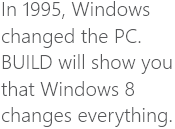 In 1995, Windows
changed the PC.
BUILD will show you
that Windows 8
changes everything.